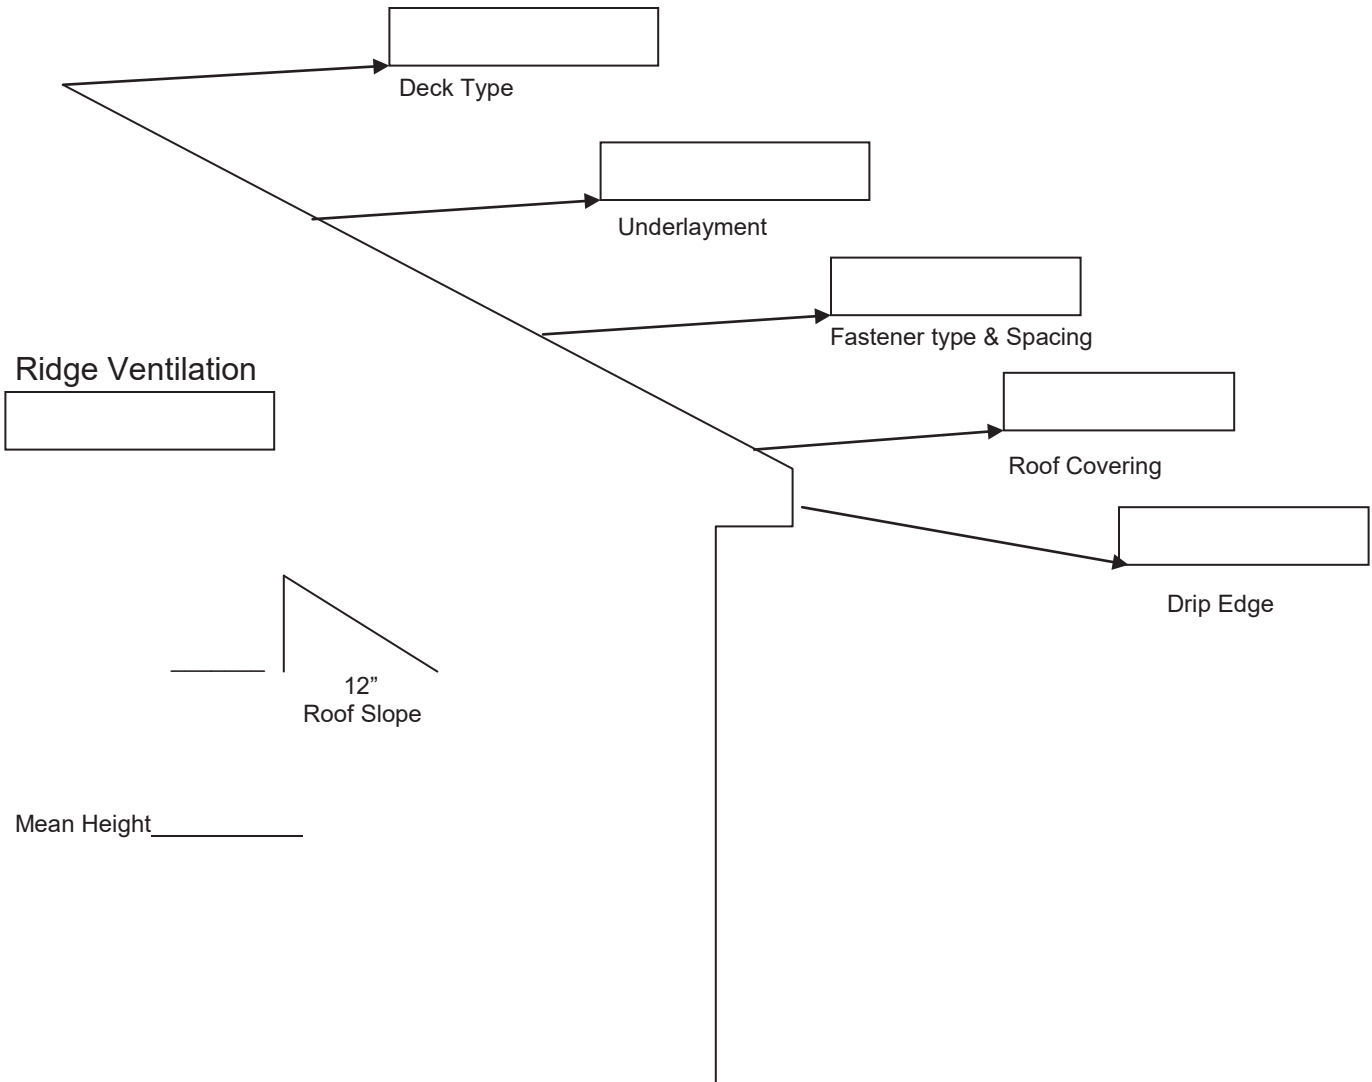 Deck Type
Underlayment
Fastener type & Spacing
Ridge Ventilation
Roof Covering
Drip Edge
12”
Roof Slope
Mean Height